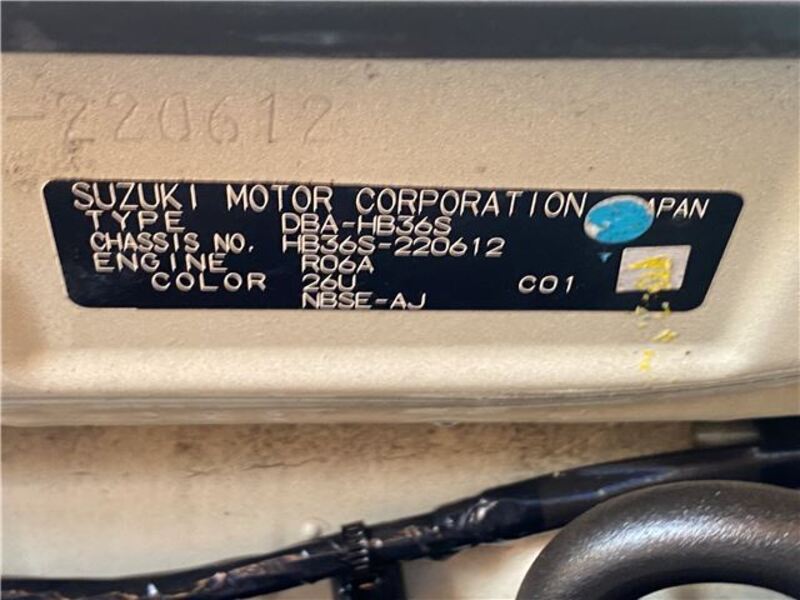 -220612
SUZUKI MOTOR CORPORATION JAPAN
TYPE DBA-HB36S
CHASSIS NO. HB36S-220612
ENGINE R06A
COLOR 26U C01
NBSE-AJ